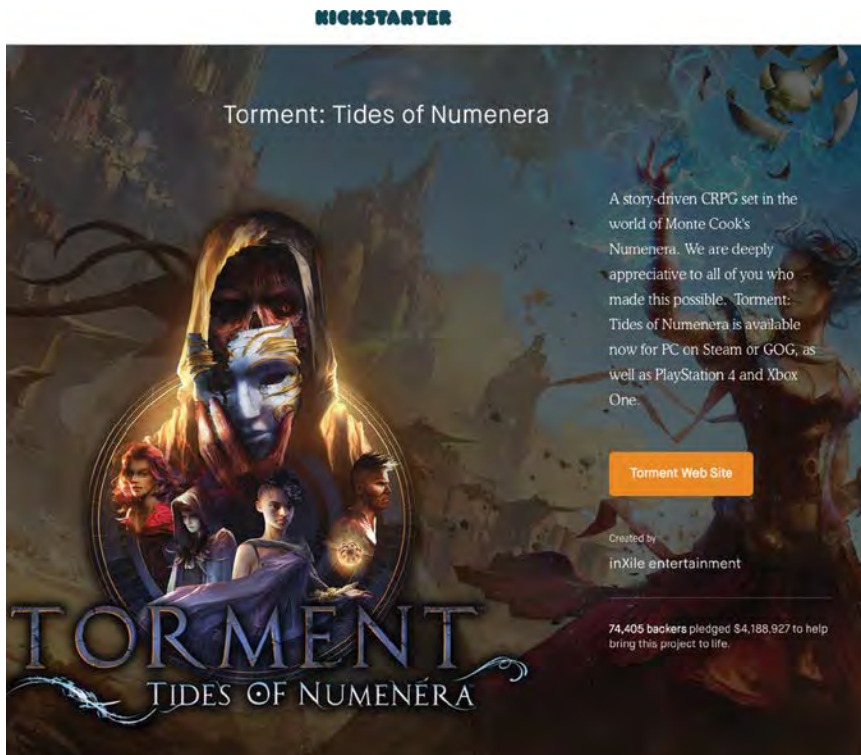 KICKSTARTER
Torment: Tides of Numenera
A story-driven CRPG set in the
world of Monte Cook's
Numenera. We are deeply
appreciative to all of you who
made this possible. Torment:
Tides of Numenera is available
now for PC on Steam or GOG, as
well as PlayStation 4 and Xbox
One.
Torment Web Site
Created by
inXile entertainment
74,405 backers pledged $4,188,927 to help
bring this project to life.
TORMENT
TIDES OF NUMENÉRA